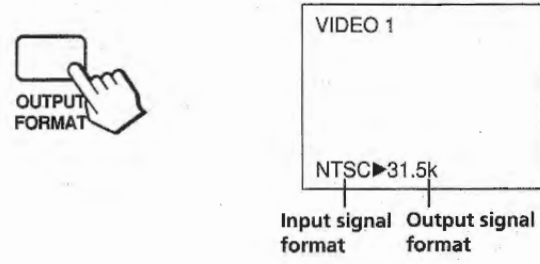 OUTPUT
FORMAT
VIDEO 1
NTSC▶31.5k
Input signal format
Output signal format